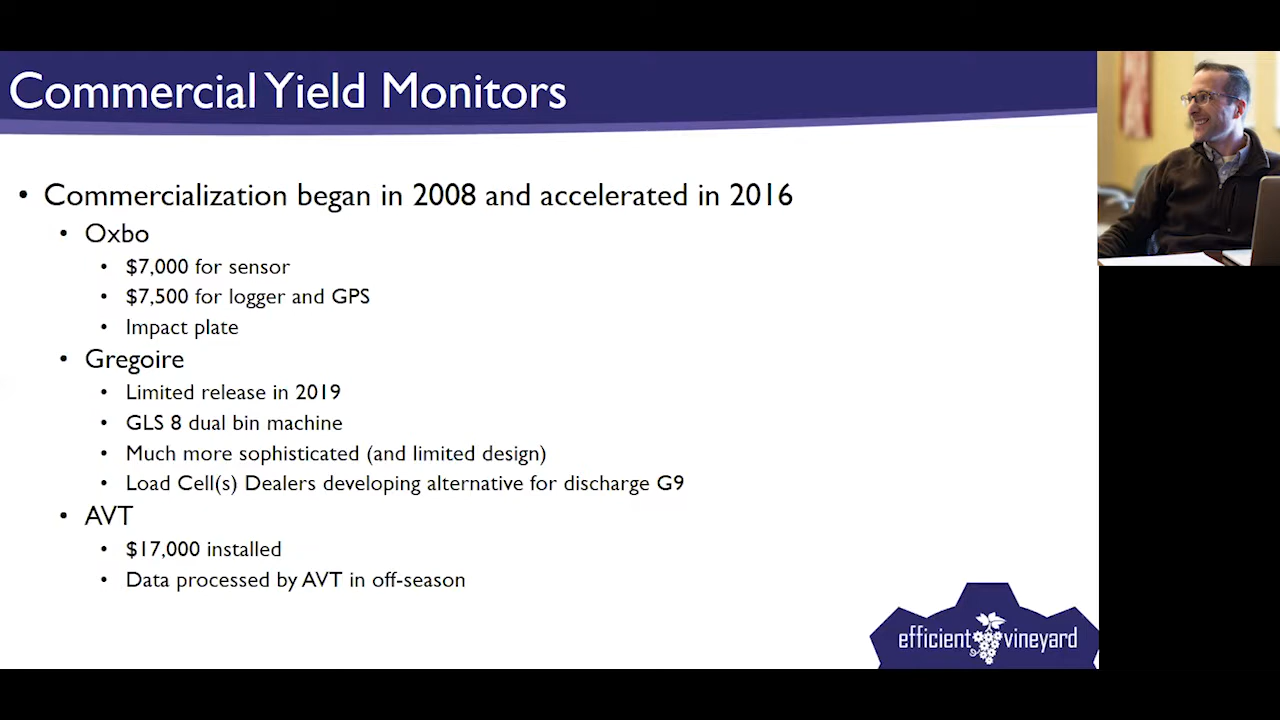 Commercial Yield Monitors
• Commercialization began in 2008 and accelerated in 2016
• Oxbo
• $7,000 for sensor
• $7,500 for logger and GPS
• Impact plate
• Gregoire
• Limited release in 2019
• GLS 8 dual bin machine
• Much more sophisticated (and limited design)
• Load Cell(s) Dealers developing alternative for discharge G9
• AVT
• $17,000 installed
• Data processed by AVT in off-season
efficient vineyard